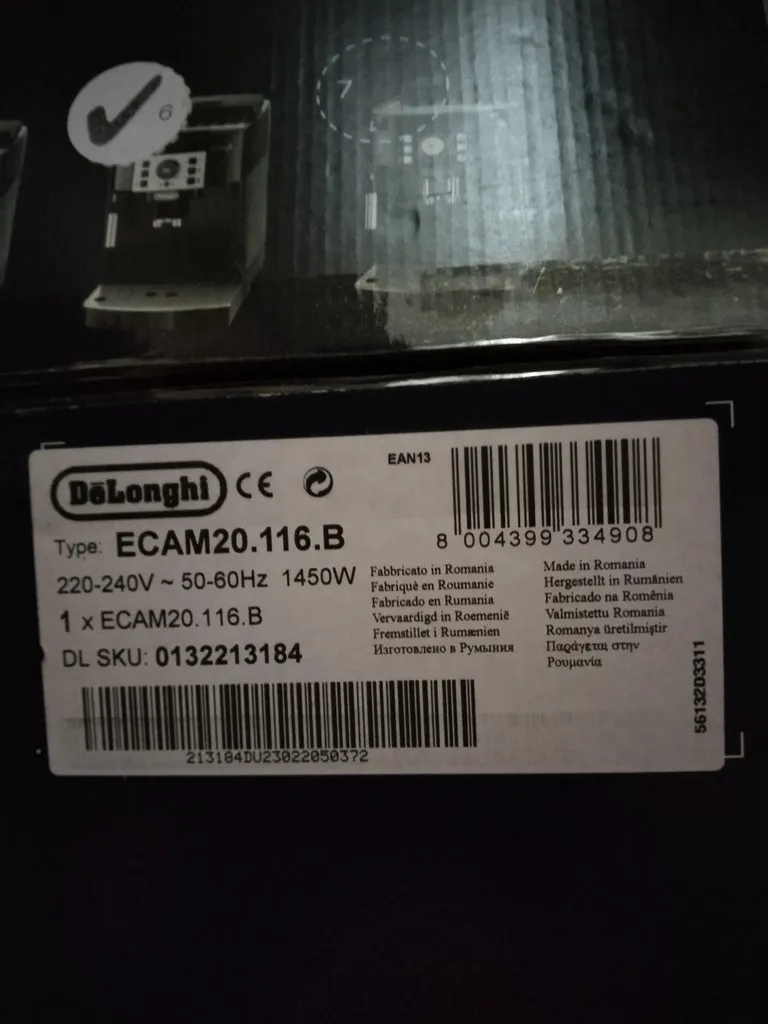 6
7
DeLonghi CE
EAN13
Type: ECAM20.116.B
8 004399 334908
220-240V ~ 50-60Hz 1450W
1 x ECAM20.116.B
DL SKU: 0132213184
Fabbricato in Romania
Fabriqué en Roumanie
Fabricado en Rumania
Vervaardigd in Roemenië
Fremstillet i Rumænien
Изготовлено в Румыния
Made in Romania
Hergestellt in Rumänien
Fabricado na Romênia
Valmistettu Romania
Romanya üretilmiştir
Παράγεται στην
Ρουμανία
5613203311
213184DU23022050372